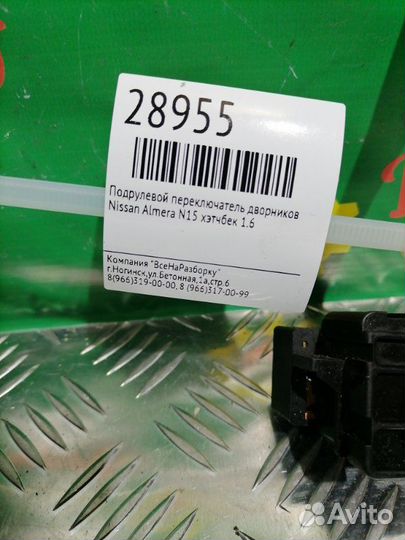 28955
Подрулевой переключатель дворников
Nissan Almera N15 хэтчбек 1.6
Компания "ВсеНаРазборку"
г.Ногинск,ул.Бетонная,1а,стр.6
8(966)319-00-00, 8 (966)317-00-99
Avito